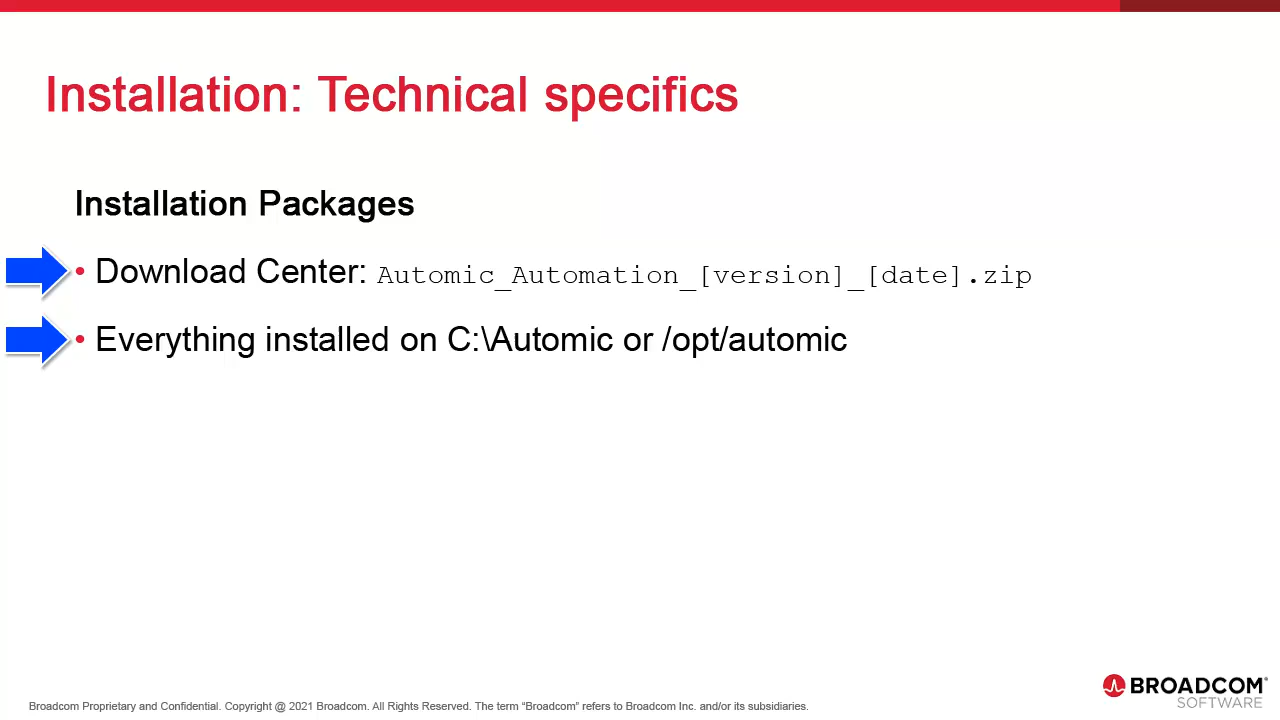 Installation: Technical specifics
Installation Packages
• Download Center: Automic_Automation_[version]_[date].zip
• Everything installed on C:\Automic or /opt/automic
BROADCOM®
SOFTWARE
Broadcom Proprietary and Confidential. Copyright @ 2021 Broadcom. All Rights Reserved. The term “Broadcom” refers to Broadcom Inc. and/or its subsidiaries.